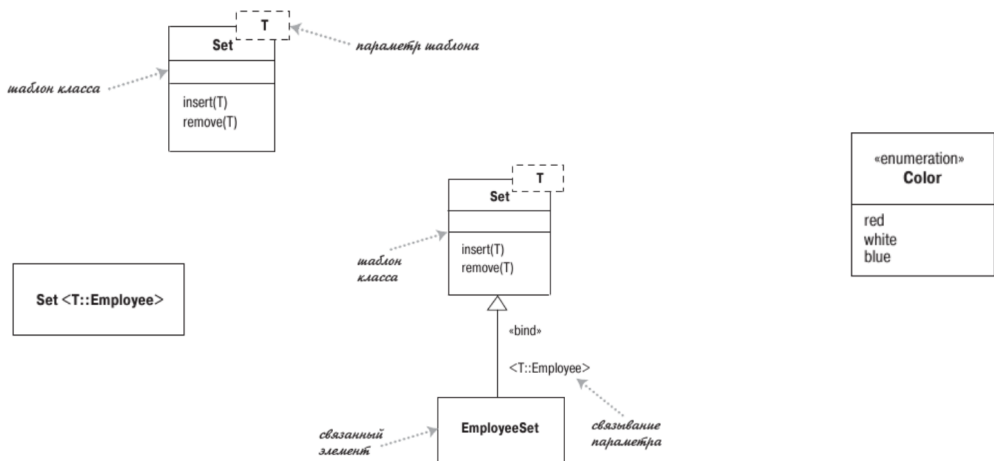 T
Set
параметр шаблона
шаблон класса
insert(T)
remove(T)
Set <T::Employee>
T
Set
шаблон
класса
insert(T)
remove(T)
«bind»
<T::Employee>
EmployeeSet
связанный
элемент
связывание
параметра
«enumeration»
Color
red
white
blue